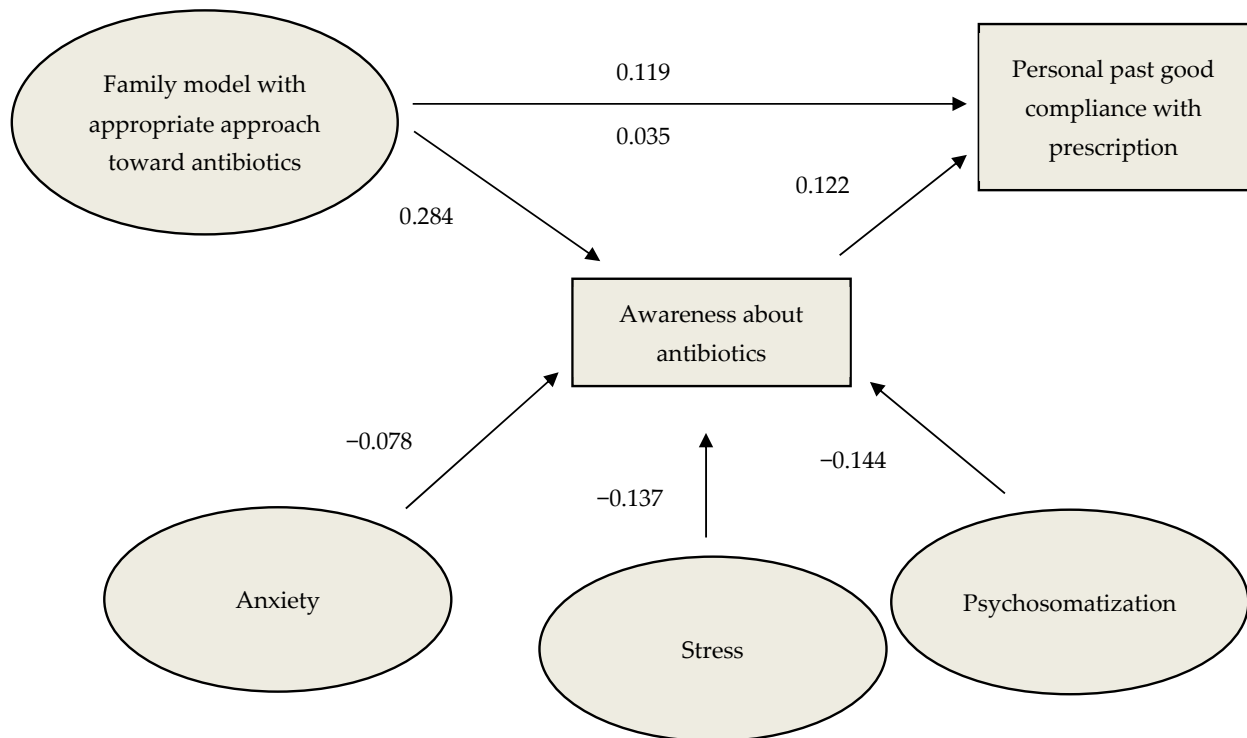 Family model with
appropriate approach
toward antibiotics
0.119
0.035
Personal past good
compliance with
prescription
0.284
0.122
Awareness about
antibiotics
−0.078
−0.137
−0.144
Anxiety
Stress
Psychosomatization